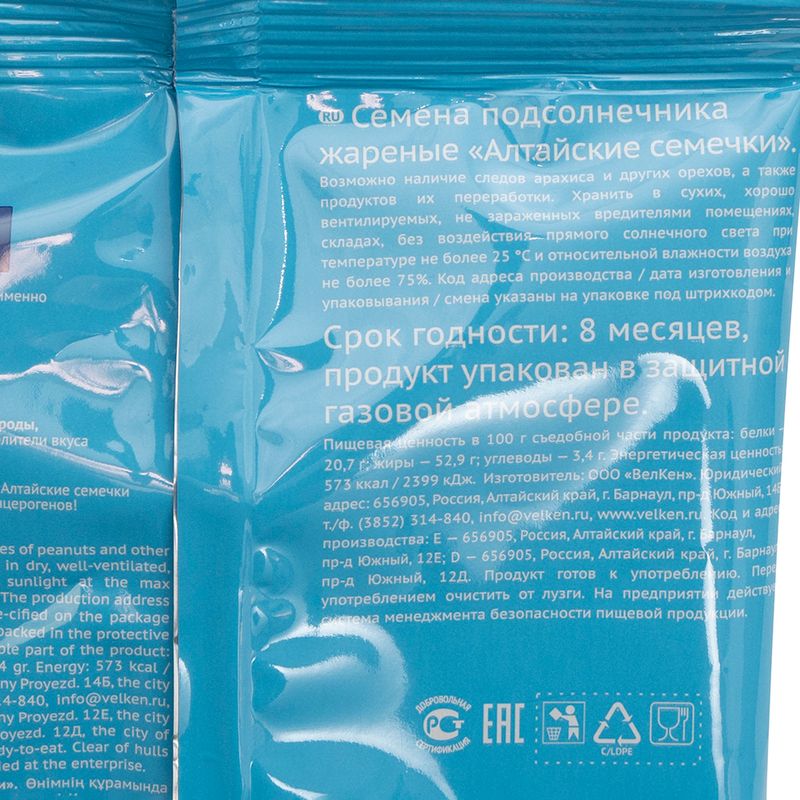 RU Семена подсолнечника
жареные «Алтайские семечки».
Возможно наличие следов арахиса и других орехов, а также
продуктов их переработки. Хранить в сухих, хорошо
вентилируемых, не зараженных вредителями помещениях,
складах, без воздействия прямого солнечного света при
температуре не более 25 °С и относительной влажности воздуха
не более 75%. Код адреса производства / дата изготовления и
упаковывания / смена указаны на упаковке под штрихкодом.
Срок годности: 8 месяцев,
продукт упакован в защитной
газовой атмосфере.
Пищевая ценность в 100 г съедобной части продукта: белки –
20,7 г; жиры — 52,9 г; углеводы — 3,4 г. Энергетическая ценность
573 ккал / 2399 кДж. Изготовитель: ООО «ВелКен». Юридический
адрес: 656905, Россия, Алтайский край, г. Барнаул, пр-д Южный, 14Б
т./ф. (3852) 314-840, info@velken.ru, www.velken.ru. Код и адрес
производства: E — 656905, Россия, Алтайский край, г. Барнаул,
пр-д Южный, 12Е; D — 656905, Россия, Алтайский край, г. Барнаул,
пр-д Южный, 12Д. Продукт готов к употреблению. Перед
употреблением очистить от лузги. На предприятии
система менеджмента безопасности пищевой продукции.
ДОБРОВОЛЬНАЯ
СЕРТИФИКАЦИЯ
EAC
C/LDPE
именно
роды,
вкуса
Алтайские семечки
нцерогенов!
es of peanuts and other
in dry, well-ventilated,
sunlight at the max
The production address
e-cified on the package
packed in the protective
ble part of the product:
4 gr. Energy: 573 kcal /
ny Proyezd. 14Б, the city
14-840, info@velken.ru,
ny Proyezd. 12E, the city
Proyezd. 12Д, the city of
dy-to-eat. Clear of hulls
led at the enterprise.
и». Өнімнің құрамында